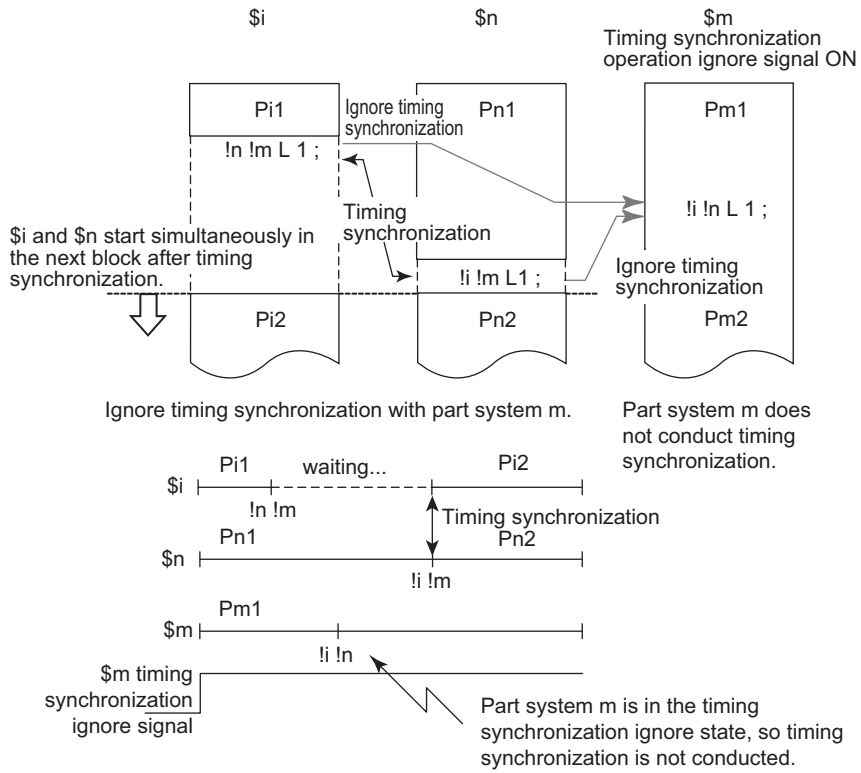 $i
$n
$m
Timing synchronization
operation ignore signal ON
Pi1
Ignore timing
synchronization
Pn1
Pm1
!n !m L 1 ;
!i !n L 1 ;
Timing
synchronization
$i and $n start simultaneously in
the next block after timing
synchronization.
!i !m L1 ;
Ignore timing
synchronization
Pi2
Pn2
Pm2
Ignore timing synchronization with part system m.
Part system m does
not conduct timing
synchronization.
Pi1
waiting...
Pi2
$i
!n !m
Timing synchronization
Pn1
Pn2
$n
!i !m
Pm1
$m
!i !n
$m timing
synchronization
ignore signal
Part system m is in the timing
synchronization ignore state, so timing
synchronization is not conducted.